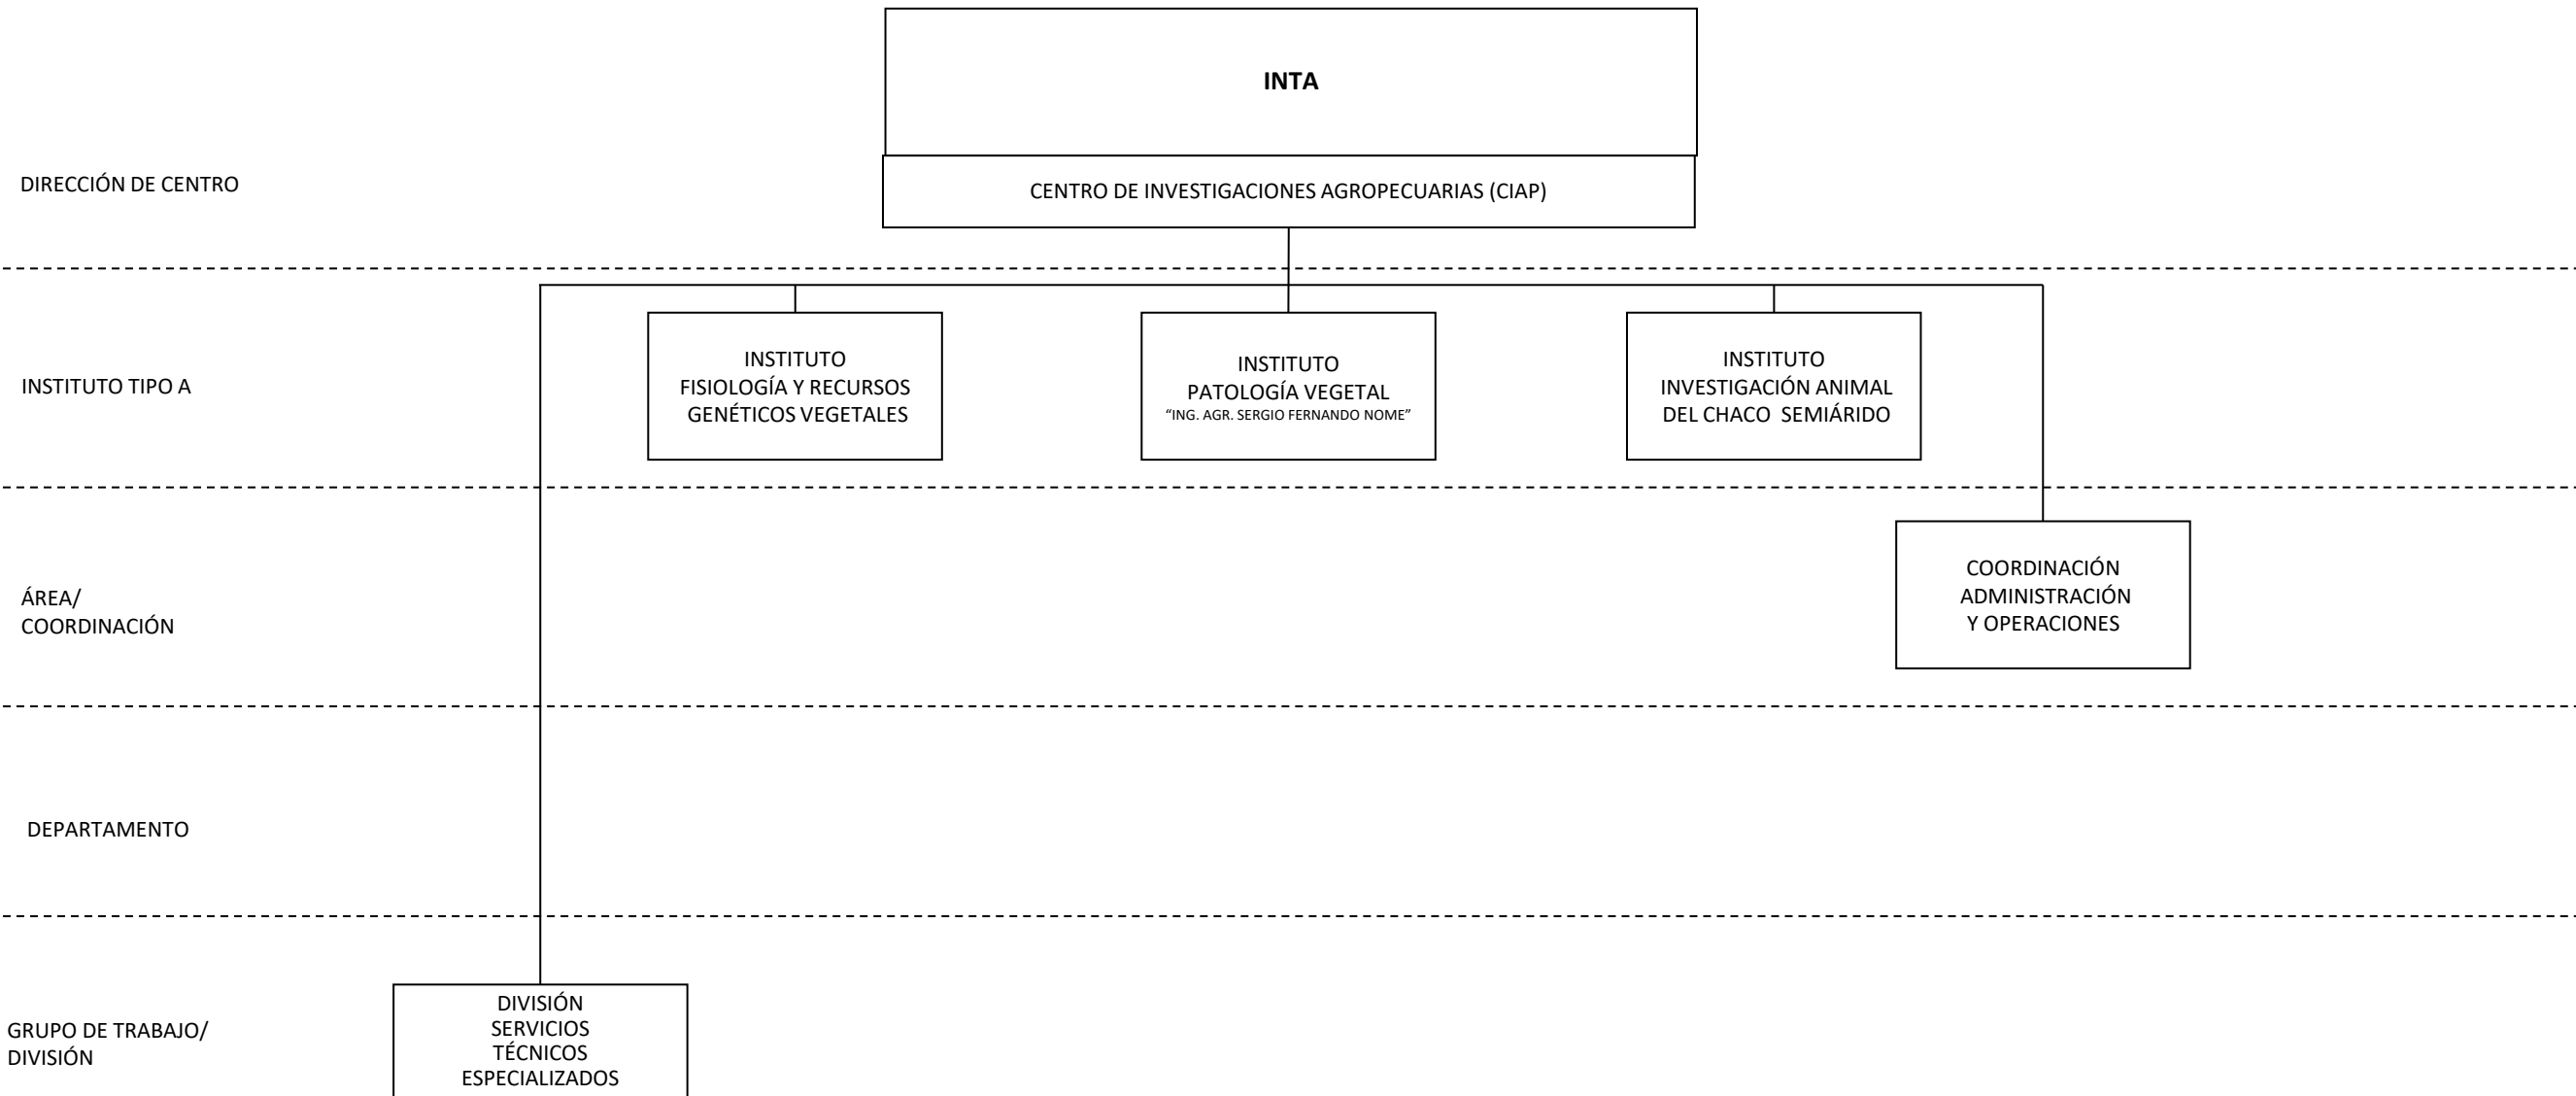 INTA
DIRECCIÓN DE CENTRO
CENTRO DE INVESTIGACIONES AGROPECUARIAS (CIAP)
INSTITUTO TIPO A
INSTITUTO
FISIOLOGÍA Y RECURSOS
GENÉTICOS VEGETALES
INSTITUTO
PATOLOGÍA VEGETAL
“ING. AGR. SERGIO FERNANDO NOME”
INSTITUTO
INVESTIGACIÓN ANIMAL
DEL CHACO SEMIÁRIDO
ÁREA/
COORDINACIÓN
COORDINACIÓN
ADMINISTRACIÓN
Y OPERACIONES
DEPARTAMENTO
GRUPO DE TRABAJO/
DIVISIÓN
DIVISIÓN
SERVICIOS
TÉCNICOS
ESPECIALIZADOS